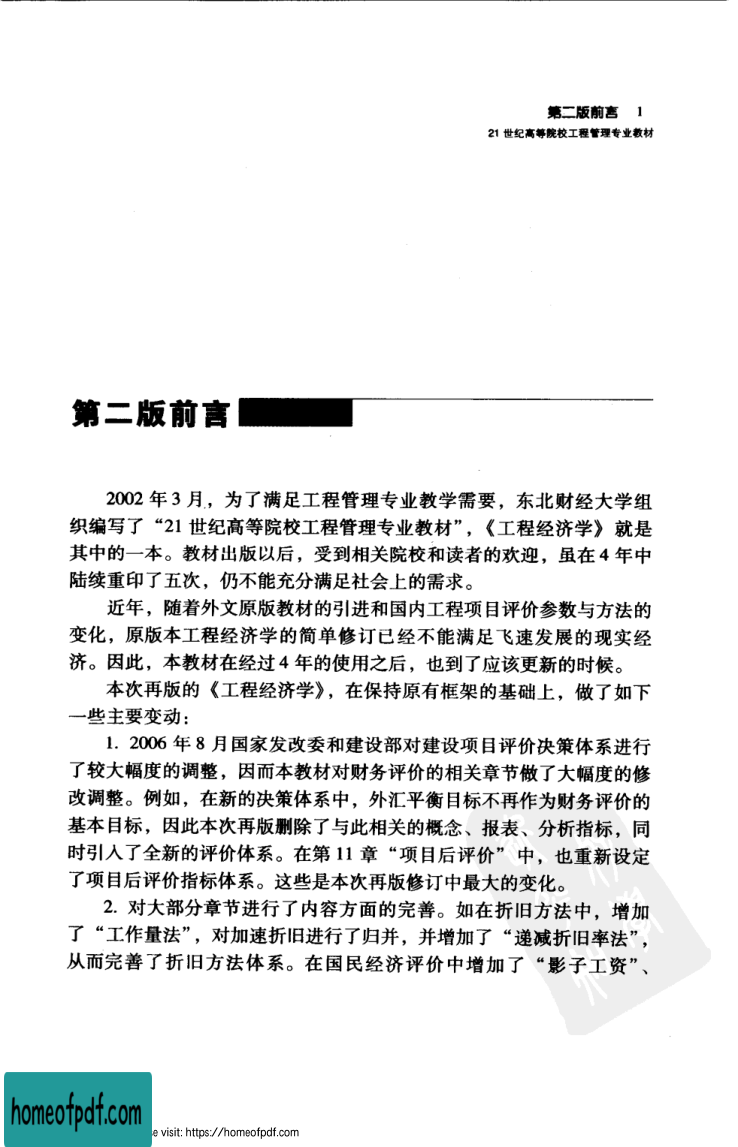 第二版前言 1
21 世纪高等院校工程管理专业教材
第二版前言
2002 年 3 月，为了满足工程管理专业教学需要，东北财经大学组
织编写了“21 世纪高等院校工程管理专业教材”，《工程经济学》就是
其中的一本。教材出版以后，受到相关院校和读者的欢迎，虽在 4 年中
陆续重印了五次，仍不能充分满足社会上的需求。
近年，随着外文原版教材的引进和国内工程项目评价参数与方法的
变化，原版本工程经济学的简单修订已经不能满足飞速发展的现实经
济。因此，本教材在经过 4 年的使用之后，也到了应该更新的时候。
本次再版的《工程经济学》，在保持原有框架的基础上，做了如下
一些主要变动：
1. 2006 年 8 月国家发改委和建设部对建设项目评价决策体系进行
了较大幅度的调整，因而本教材对财务评价的相关章节做了大幅度的修
改调整。例如，在新的决策体系中，外汇平衡目标不再作为财务评价的
基本目标，因此本次再版删除了与此相关的概念、报表、分析指标，同
时引入了全新的评价体系。在第 11 章“项目后评价”中，也重新设定
了项目后评价指标体系。这些是本次再版修订中最大的变化。
2. 对大部分章节进行了内容方面的完善。如在折旧方法中，增加
了“工作量法”，对加速折旧进行了归并，并增加了“递减折旧率法”，
从而完善了折旧方法体系。在国民经济评价中增加了“影子工资”、
homeofpdf.com
e visit: https://homeofpdf.com